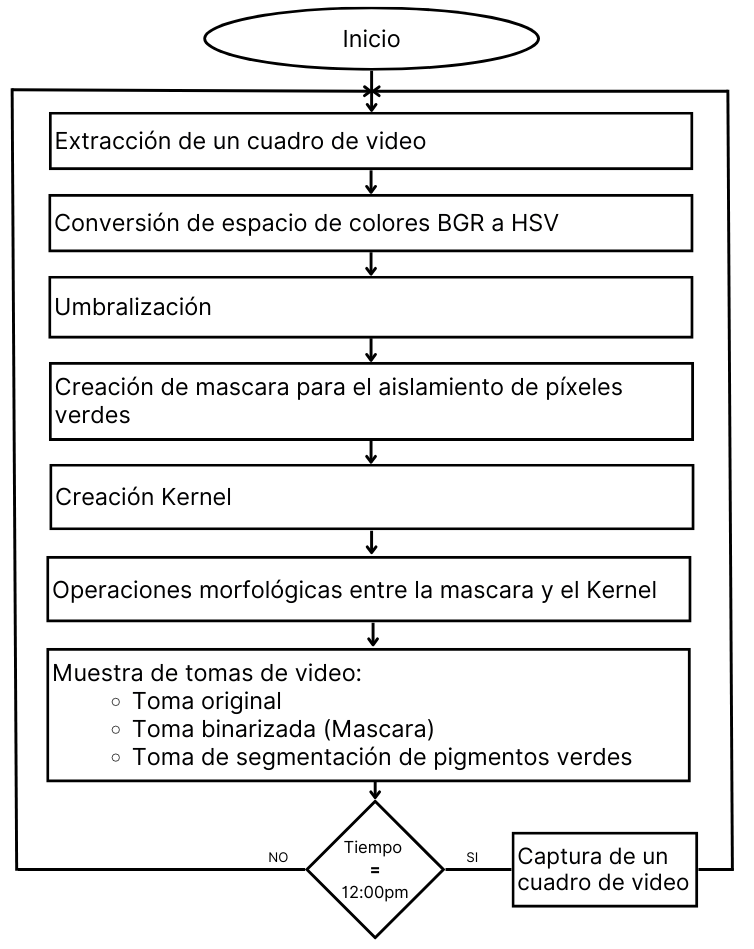 Inicio
Extracción de un cuadro de video
Conversión de espacio de colores BGR a HSV
Umbralización
Creación de mascara para el aislamiento de píxeles
verdes
Creación Kernel
Operaciones morfológicas entre la mascara y el Kernel
Muestra de tomas de video:
○ Toma original
○ Toma binarizada (Mascara)
○ Toma de segmentación de pigmentos verdes
NO
Tiempo
=
12:00pm
SI
Captura de un
cuadro de video